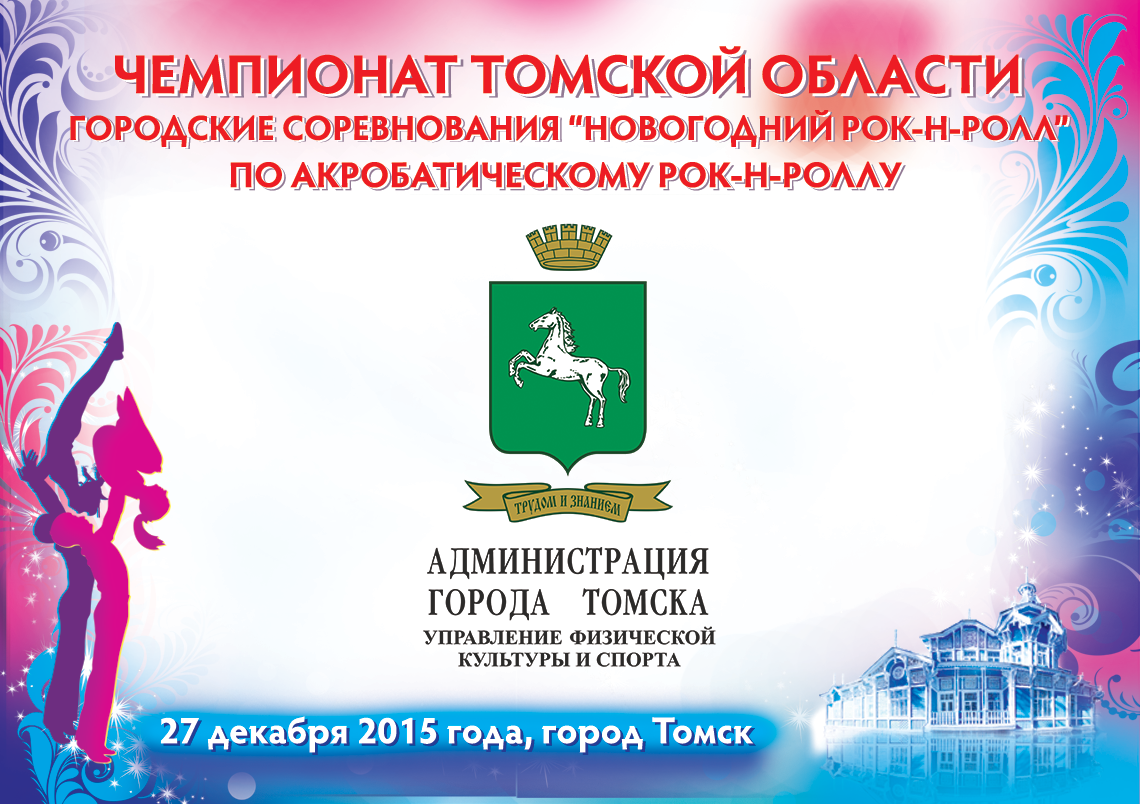 ЧЕМПИОНАТ ТОМСКОЙ ОБЛАСТИ
ГОРОДСКИЕ СОРЕВНОВАНИЯ "НОВОГОДНИЙ РОК-Н-РОЛЛ"
ПО АКРОБАТИЧЕСКОМУ РОК-Н-РОЛЛУ
ТРУДОМ И ЗНАНИЕМ
АДМИНИСТРАЦИЯ
ГОРОДА ТОМСКА
УПРАВЛЕНИЕ ФИЗИЧЕСКОЙ
КУЛЬТУРЫ И СПОРТА
27 декабря 2015 года, город Томск